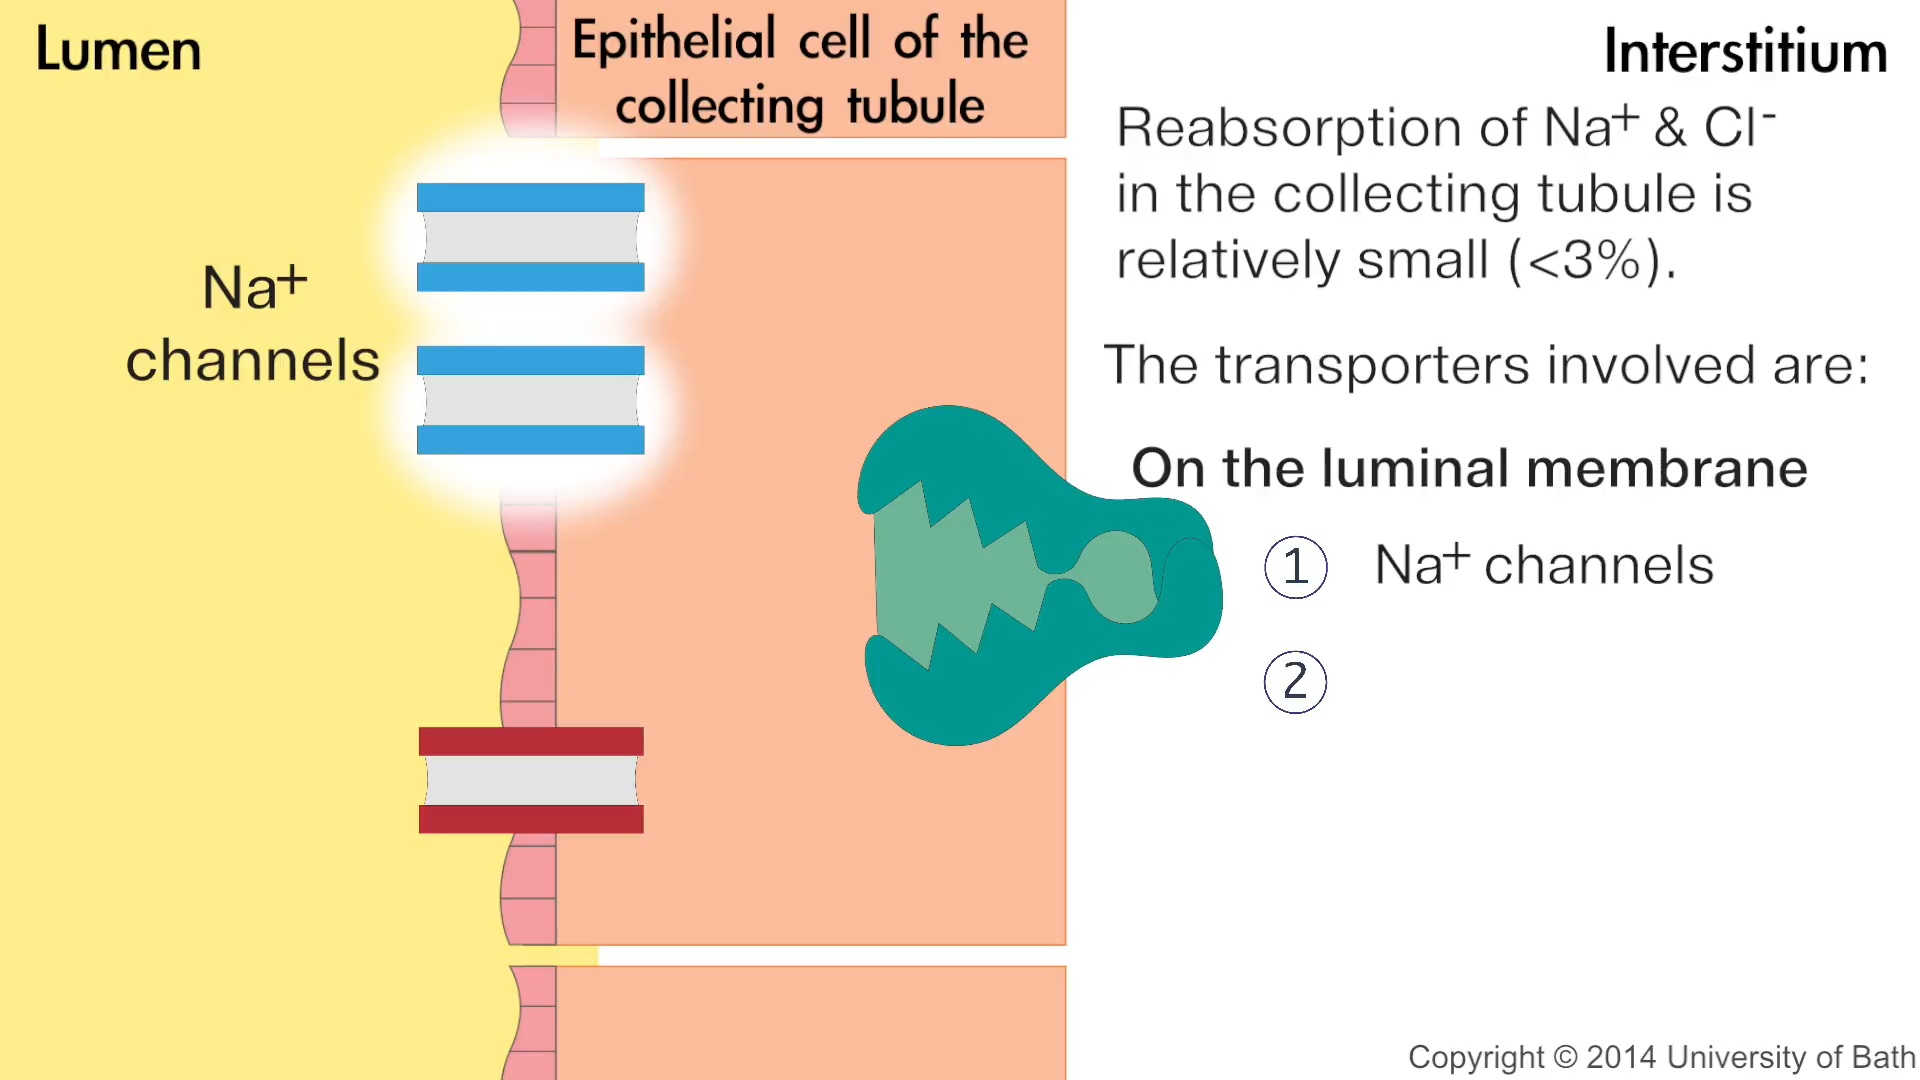 Lumen
Epithelial cell of the
collecting tubule
Interstitium
Reabsorption of Na⁺ & Cl⁻
in the collecting tubule is
relatively small (<3%).
Na⁺
channels
The transporters involved are:
On the luminal membrane
① Na⁺ channels
②
Copyright © 2014 University of Bath